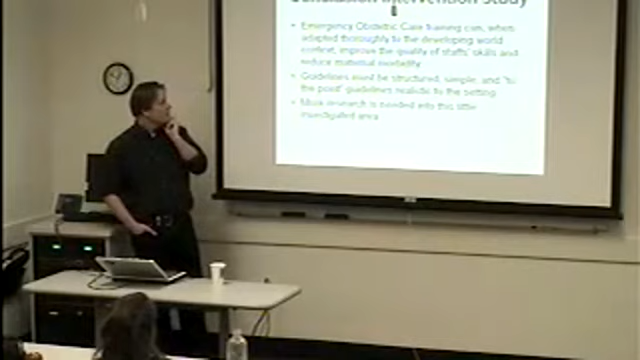 Conclusion Intervention Study
Emergency Obstetric Care Training can, when
adapted thoroughly to the developing world
context, improve the quality of staffs' skills and
reduce maternal morbidity.
Guidelines must be structured, simple, and "to
the point" guidelines realistic to the setting.
More research is needed into this little
investigated area